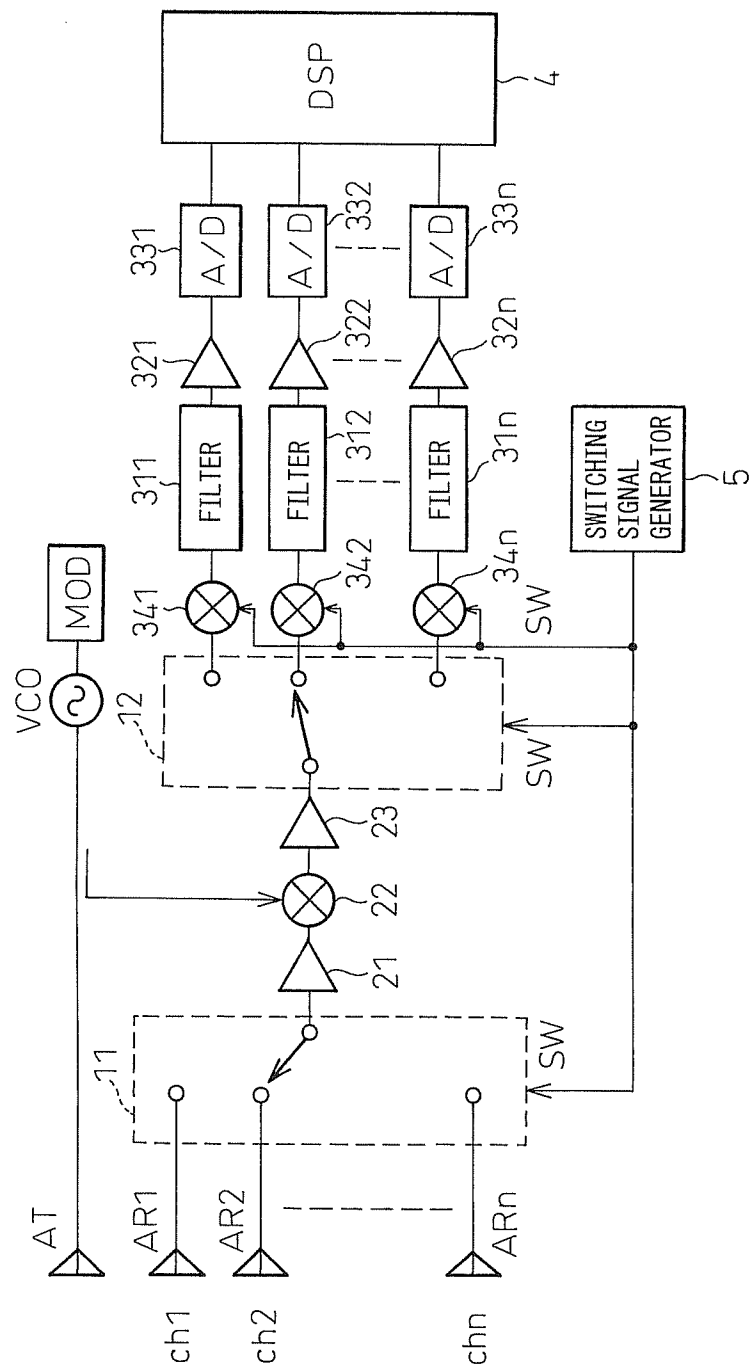 AT
VCO
MOD
ch1
AR1
ch2
AR2
chn
ARn
11
SW
21
22
23
12
SW
SW
341
342
34n
311
FILTER
312
FILTER
31n
FILTER
321
322
32n
331
A/D
332
A/D
33n
A/D
DSP
4
SWITCHING
SIGNAL
GENERATOR
5